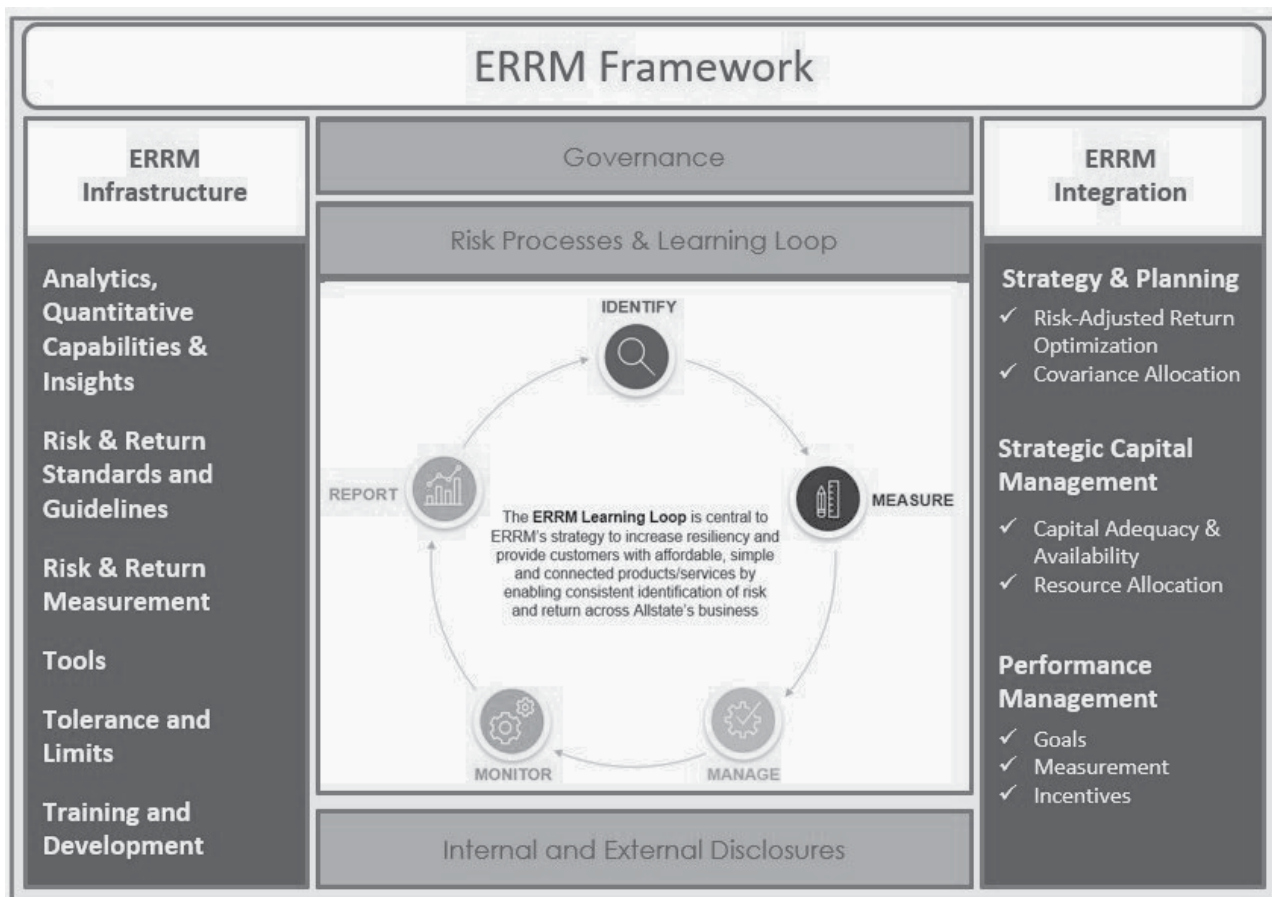 ERRM Framework
ERRM
Infrastructure
Analytics,
Quantitative
Capabilities &
Insights
Risk & Return
Standards and
Guidelines
Risk & Return
Measurement
Tools
Tolerance and
Limits
Training and
Development
Governance
Risk Processes & Learning Loop
IDENTIFY
MEASURE
MANAGE
MONITOR
REPORT
The ERRM Learning Loop is central to
ERRM's strategy to increase resiliency and
provide customers with affordable, simple
and connected products/services by
enabling consistent identification of risk
and return across Allstate's business
Internal and External Disclosures
ERRM
Integration
Strategy & Planning
✓ Risk-Adjusted Return
Optimization
✓ Covariance Allocation
Strategic Capital
Management
✓ Capital Adequacy &
Availability
✓ Resource Allocation
Performance
Management
✓ Goals
✓ Measurement
✓ Incentives